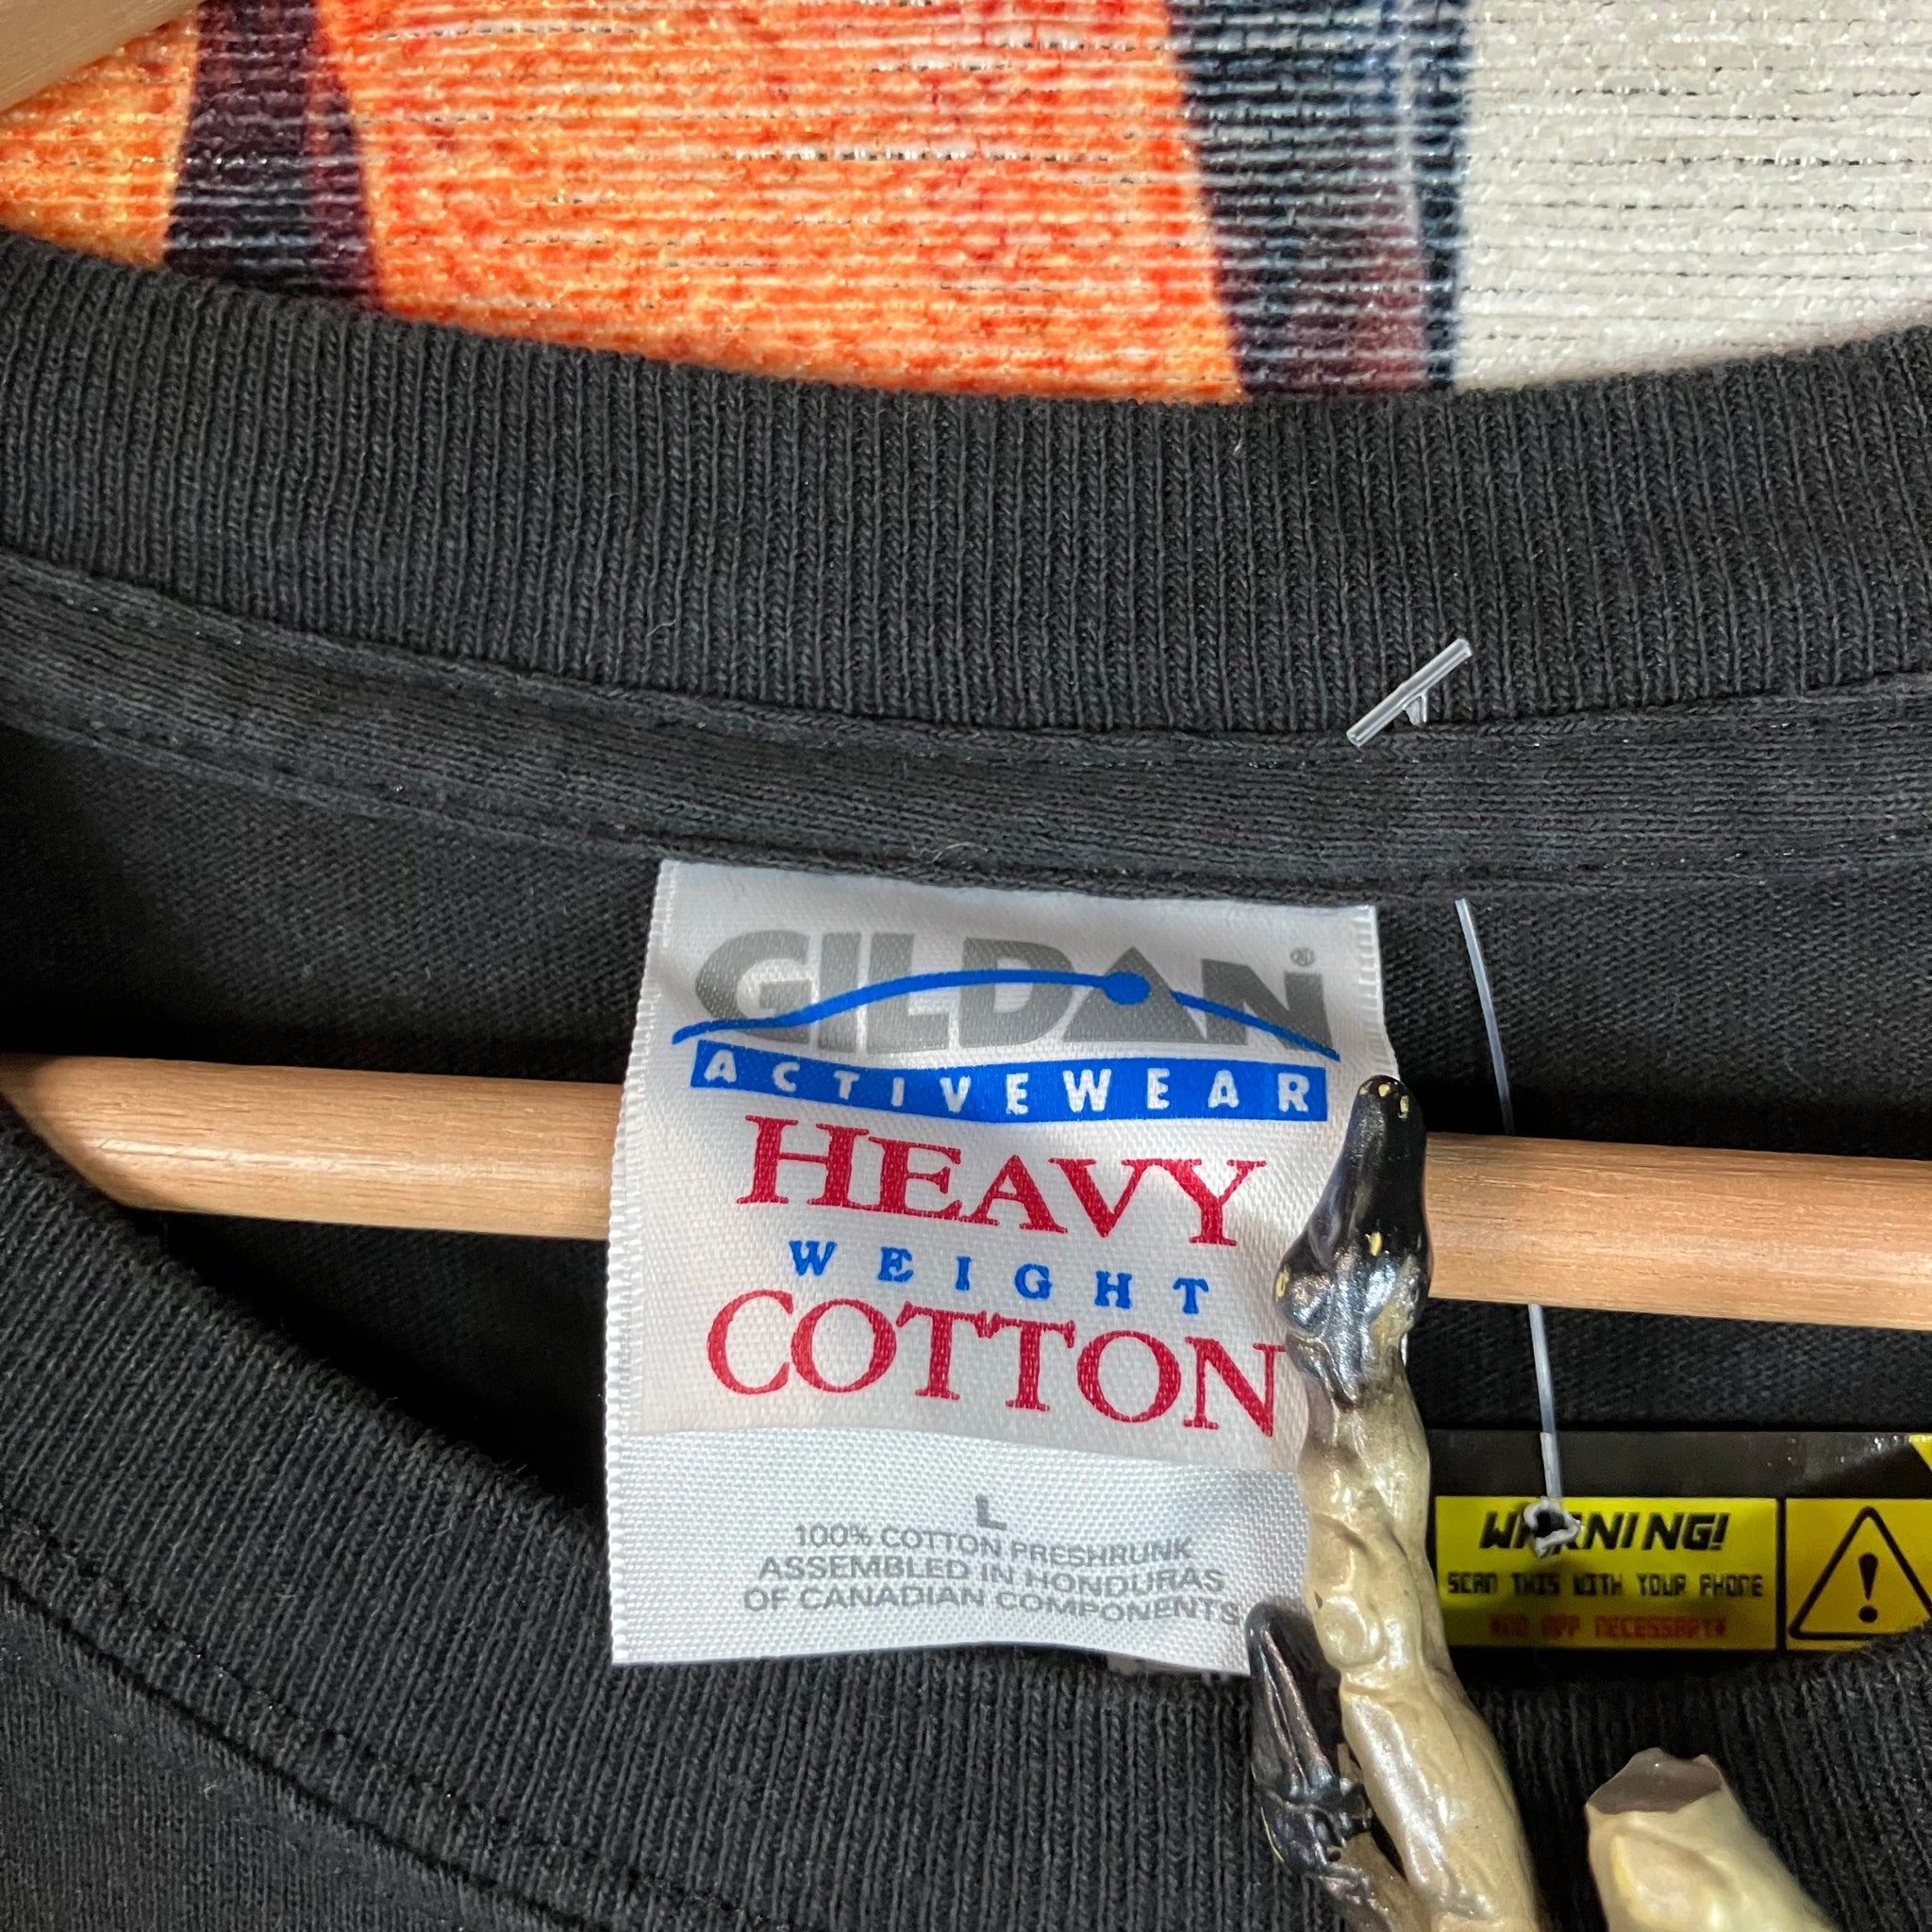 GILDAN®
ACTIVEWEAR
HEAVY
WEIGHT
COTTON
L
100% COTTON PRESHRUNK
ASSEMBLED IN HONDURAS
OF CANADIAN COMPONENTS
WARNING!
SCAN THIS WITH YOUR PHONE
*NO APP NECESSARY*